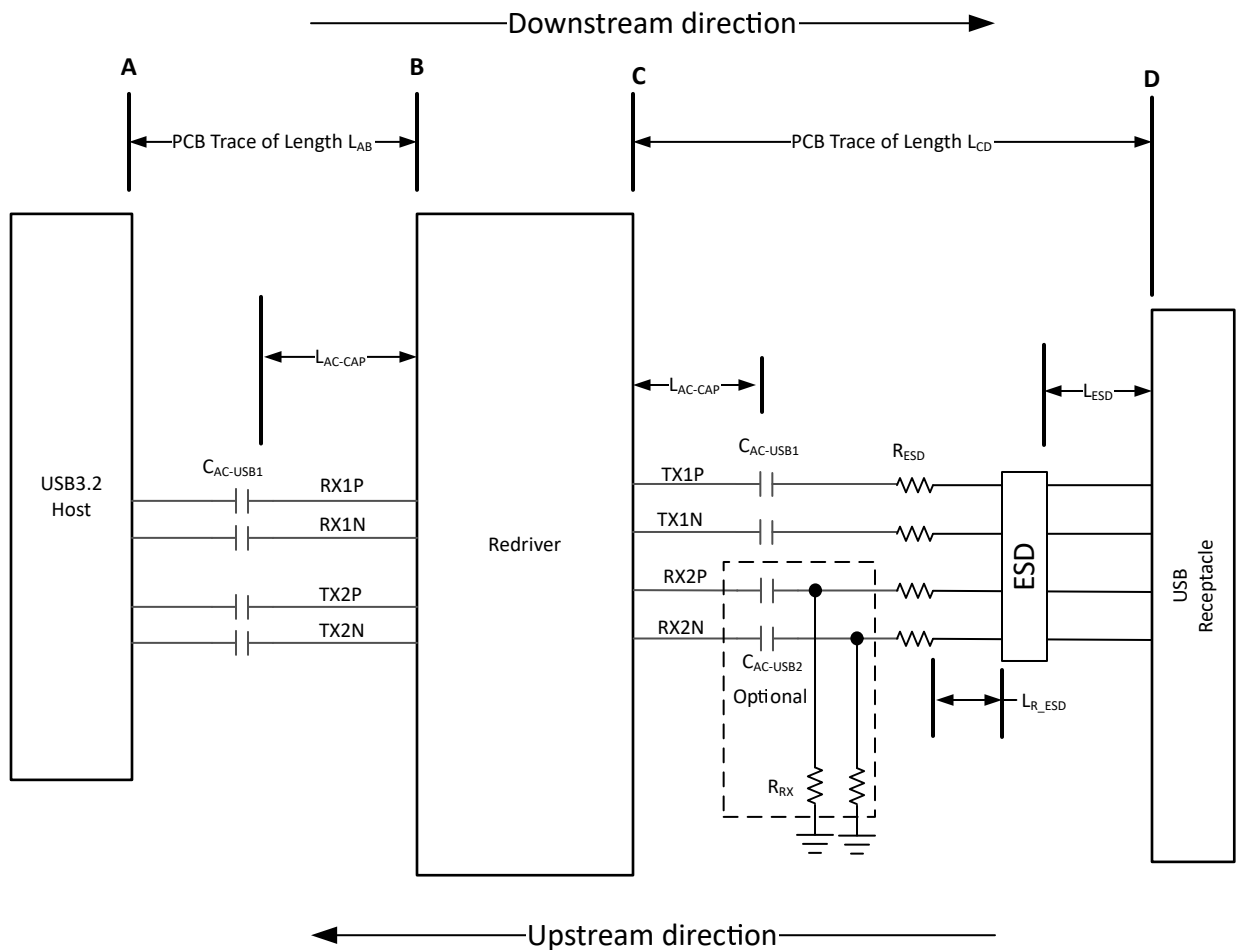 Downstream direction
A
B
C
D
PCB Trace of Length LAB
PCB Trace of Length LCD
LAC-CAP
LAC-CAP
LESD
CAC-USB1
CAC-USB1
RESD
USB3.2
Host
RX1P
RX1N
TX2P
TX2N
Redriver
TX1P
TX1N
RX2P
RX2N
CAC-USB2
Optional
RRX
ESD
LR_ESD
USB
Receptacle
Upstream direction